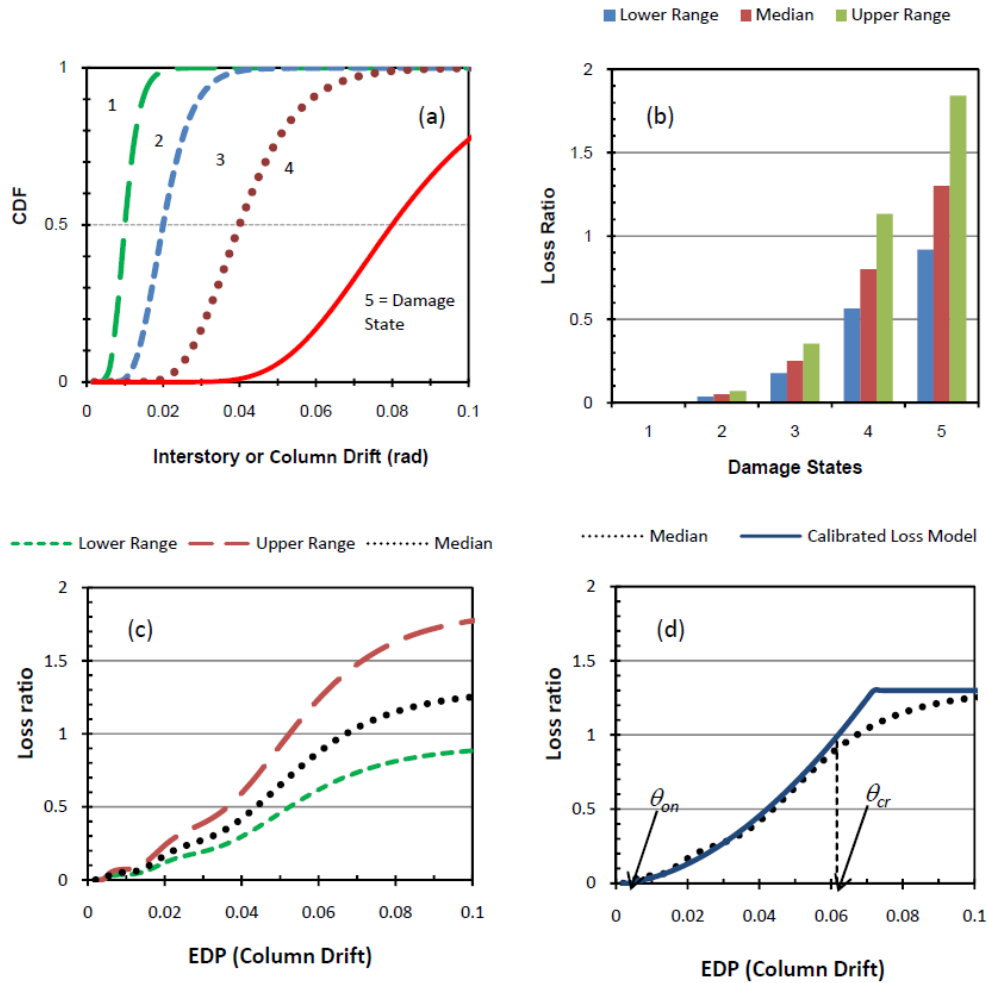 Lower Range Median Upper Range
1
0.5
0
CDF
(a)
1
2
3
4
5 = Damage
State
0 0.02 0.04 0.06 0.08 0.1
Interstory or Column Drift (rad)
2
1.5
1
0.5
0
Loss Ratio
(b)
1 2 3 4 5
Damage States
Lower Range Upper Range Median
2
1.5
1
0.5
0
Loss ratio
(c)
0 0.02 0.04 0.06 0.08 0.1
EDP (Column Drift)
Median Calibrated Loss Model
2
1.5
1
0.5
0
Loss ratio
(d)
θon
θcr
0 0.02 0.04 0.06 0.08 0.1
EDP (Column Drift)